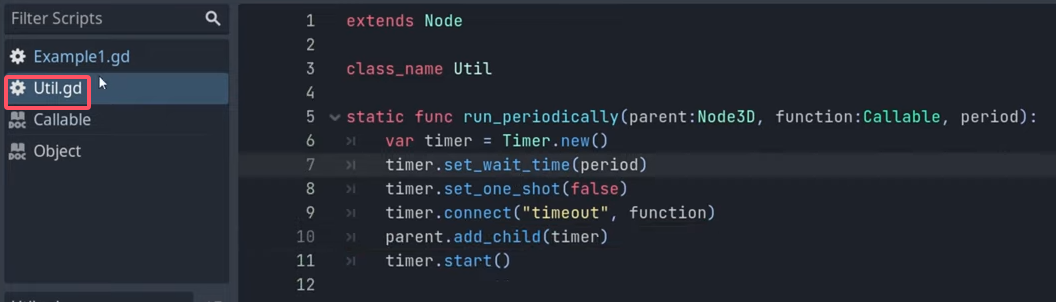 Filter Scripts
Example1.gd
Util.gd
DOC Callable
DOC Object
1 extends Node
2
3 class_name Util
4
5 static func run_periodically(parent:Node3D, function:Callable, period):
6 var timer = Timer.new()
7 timer.set_wait_time(period)
8 timer.set_one_shot(false)
9 timer.connect("timeout", function)
10 parent.add_child(timer)
11 timer.start()
12